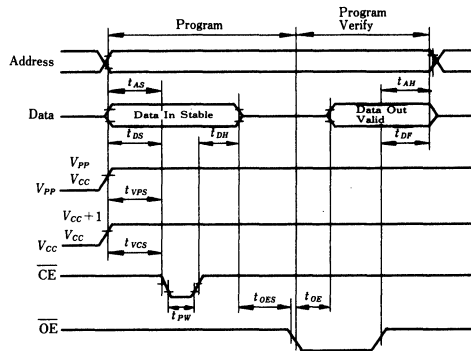 Program
Program
Verify
Address
tAS
tAH
Data
Data In Stable
Data Out
Valid
tDS
tDH
tDF
VPP
VCC
VPP
tVPS
VCC+1
VCC
VCC
tVCS
CE
tPW
tOES
tOE
OE